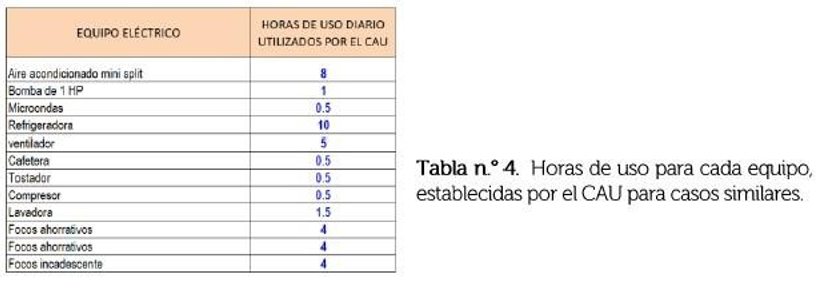 EQUIPO ELÉCTRICO
HORAS DE USO DIARIO
UTILIZADOS POR EL CAU
Aire acondicionado mini split 8
Bomba de 1 HP 1
Microondas 0.5
Refrigeradora 10
ventilador 5
Cafetera 0.5
Tostador 0.5
Compresor 0.5
Lavadora 1.5
Focos ahorrativos 4
Focos ahorrativos 4
Focos incadescente 4
Tabla n.° 4. Horas de uso para cada equipo,
establecidas por el CAU para casos similares.